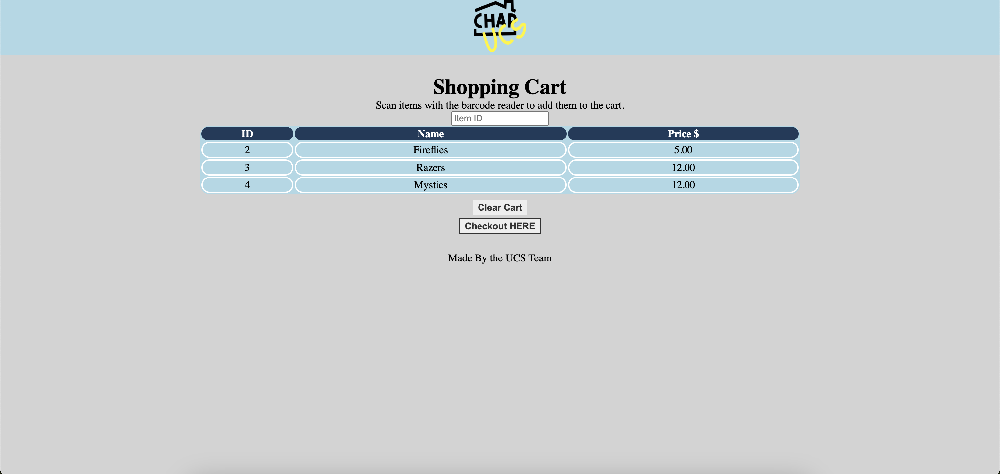 CHAP
UCS
Shopping Cart
Scan items with the barcode reader to add them to the cart.
Item ID
ID Name Price $
2 Fireflies 5.00
3 Razers 12.00
4 Mystics 12.00
Clear Cart
Checkout HERE
Made By the UCS Team